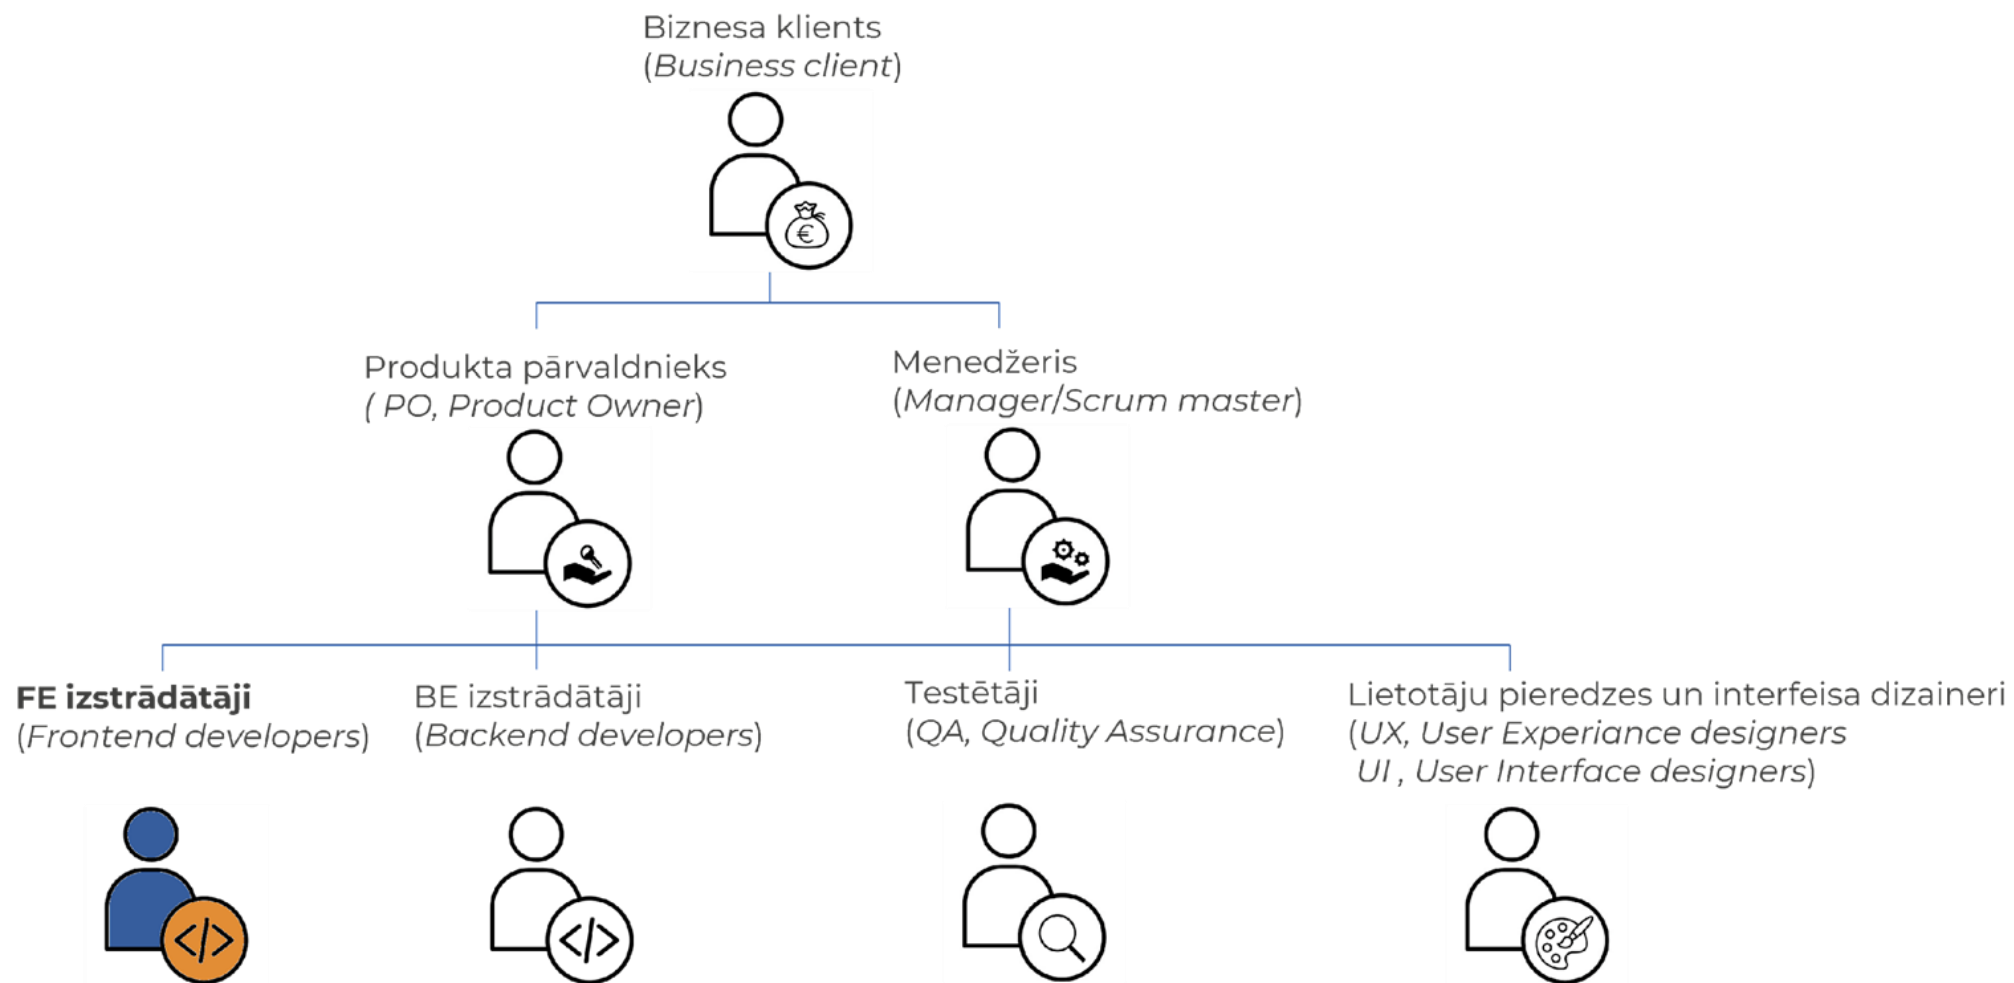 Biznesa klients
(Business client)
€
Produkta pārvaldnieks
( PO, Product Owner)
Menedžeris
(Manager/Scrum master)
FE izstrādātāji
(Frontend developers)
BE izstrādātāji
(Backend developers)
Testētāji
(QA, Quality Assurance)
Lietotāju pieredzes un interfeisa dizaineri
(UX, User Experiance designers
UI , User Interface designers)
</>
</>